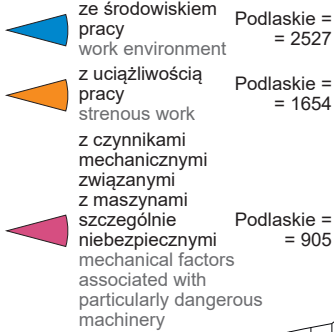 ze środowiskiem
pracy
work environment
Podlaskie =
= 2527
z uciążliwością
pracy
strenous work
Podlaskie =
= 1654
z czynnikami
mechanicznymi
związanymi
z maszynami
szczególnie
niebezpiecznymi
mechanical factors
associated with
particularly dangerous
machinery
Podlaskie =
= 905